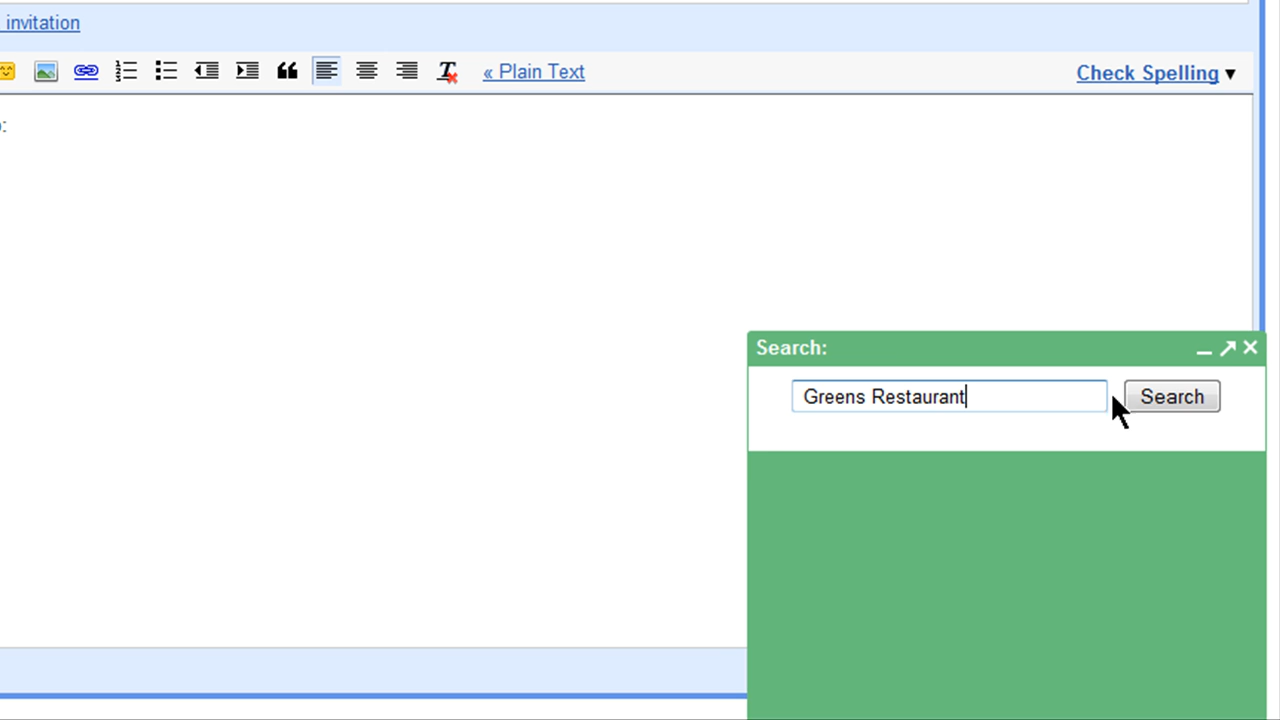 invitation
« Plain Text
Check Spelling ▼
:
Search:
Greens Restaurant
Search